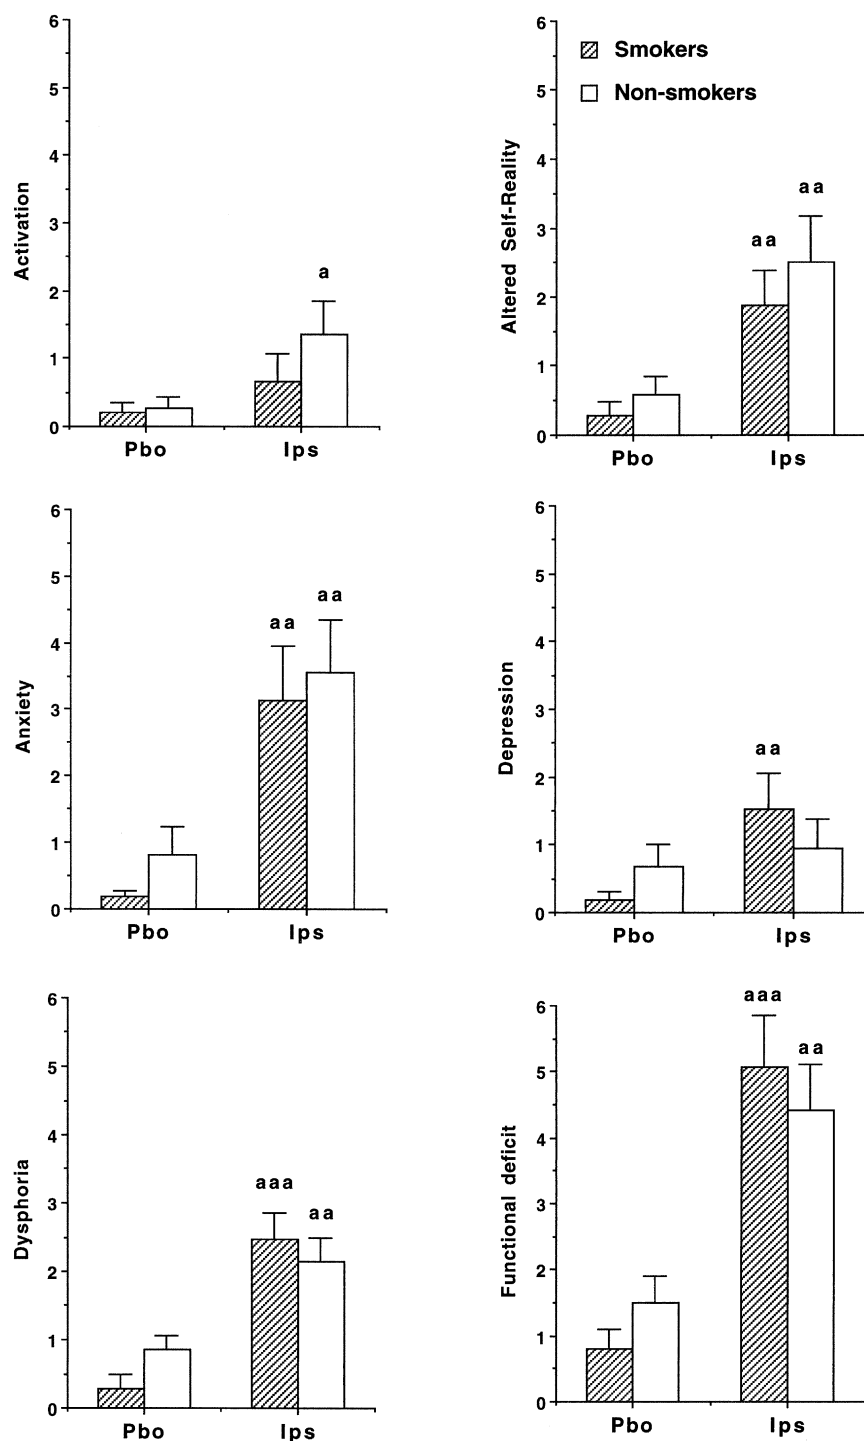 6
5
4
3
2
1
0
Activation
a
Pbo Ips
6
5
4
3
2
1
0
Altered Self-Reality
Smokers
Non-smokers
aa
aa
Pbo Ips
6
5
4
3
2
1
0
Anxiety
aa
aa
Pbo Ips
6
5
4
3
2
1
0
Depression
aa
Pbo Ips
6
5
4
3
2
1
0
Dysphoria
aaa
aa
Pbo Ips
6
5
4
3
2
1
0
Functional deficit
aaa
aa
Pbo Ips